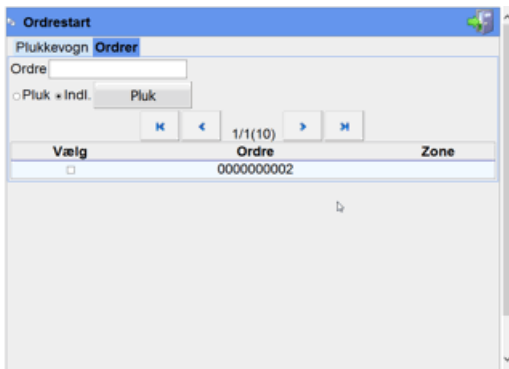 Ordrestart
Plukkevogn Ordrer
Ordre
Pluk Indl. Pluk
1/1(10)
Vælg Ordre Zone
0000000002